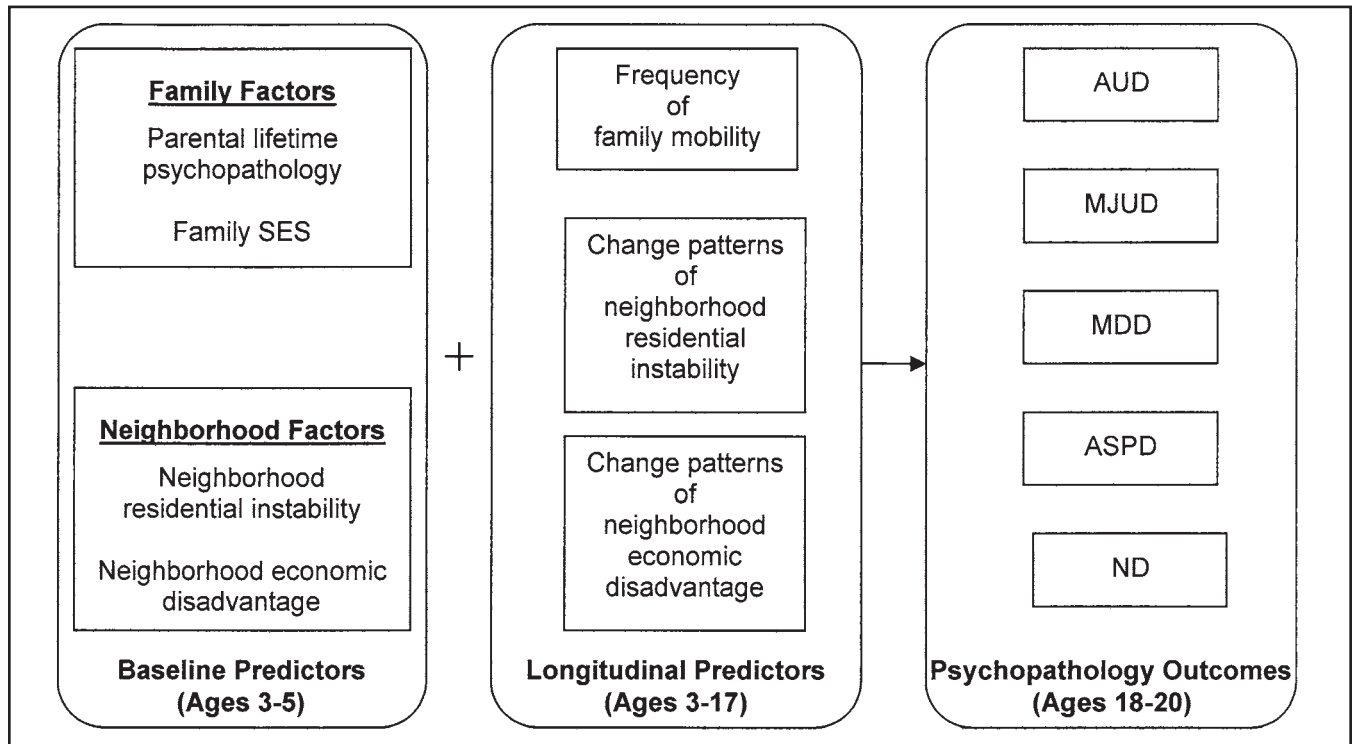 Family Factors
Parental lifetime
psychopathology
Family SES
Neighborhood Factors
Neighborhood
residential instability
Neighborhood economic
disadvantage
Baseline Predictors
(Ages 3-5)
+
Frequency
of
family mobility
Change patterns
of
neighborhood
residential
instability
Change patterns
of
neighborhood
economic
disadvantage
Longitudinal Predictors
(Ages 3-17)
AUD
MJUD
MDD
ASPD
ND
Psychopathology Outcomes
(Ages 18-20)